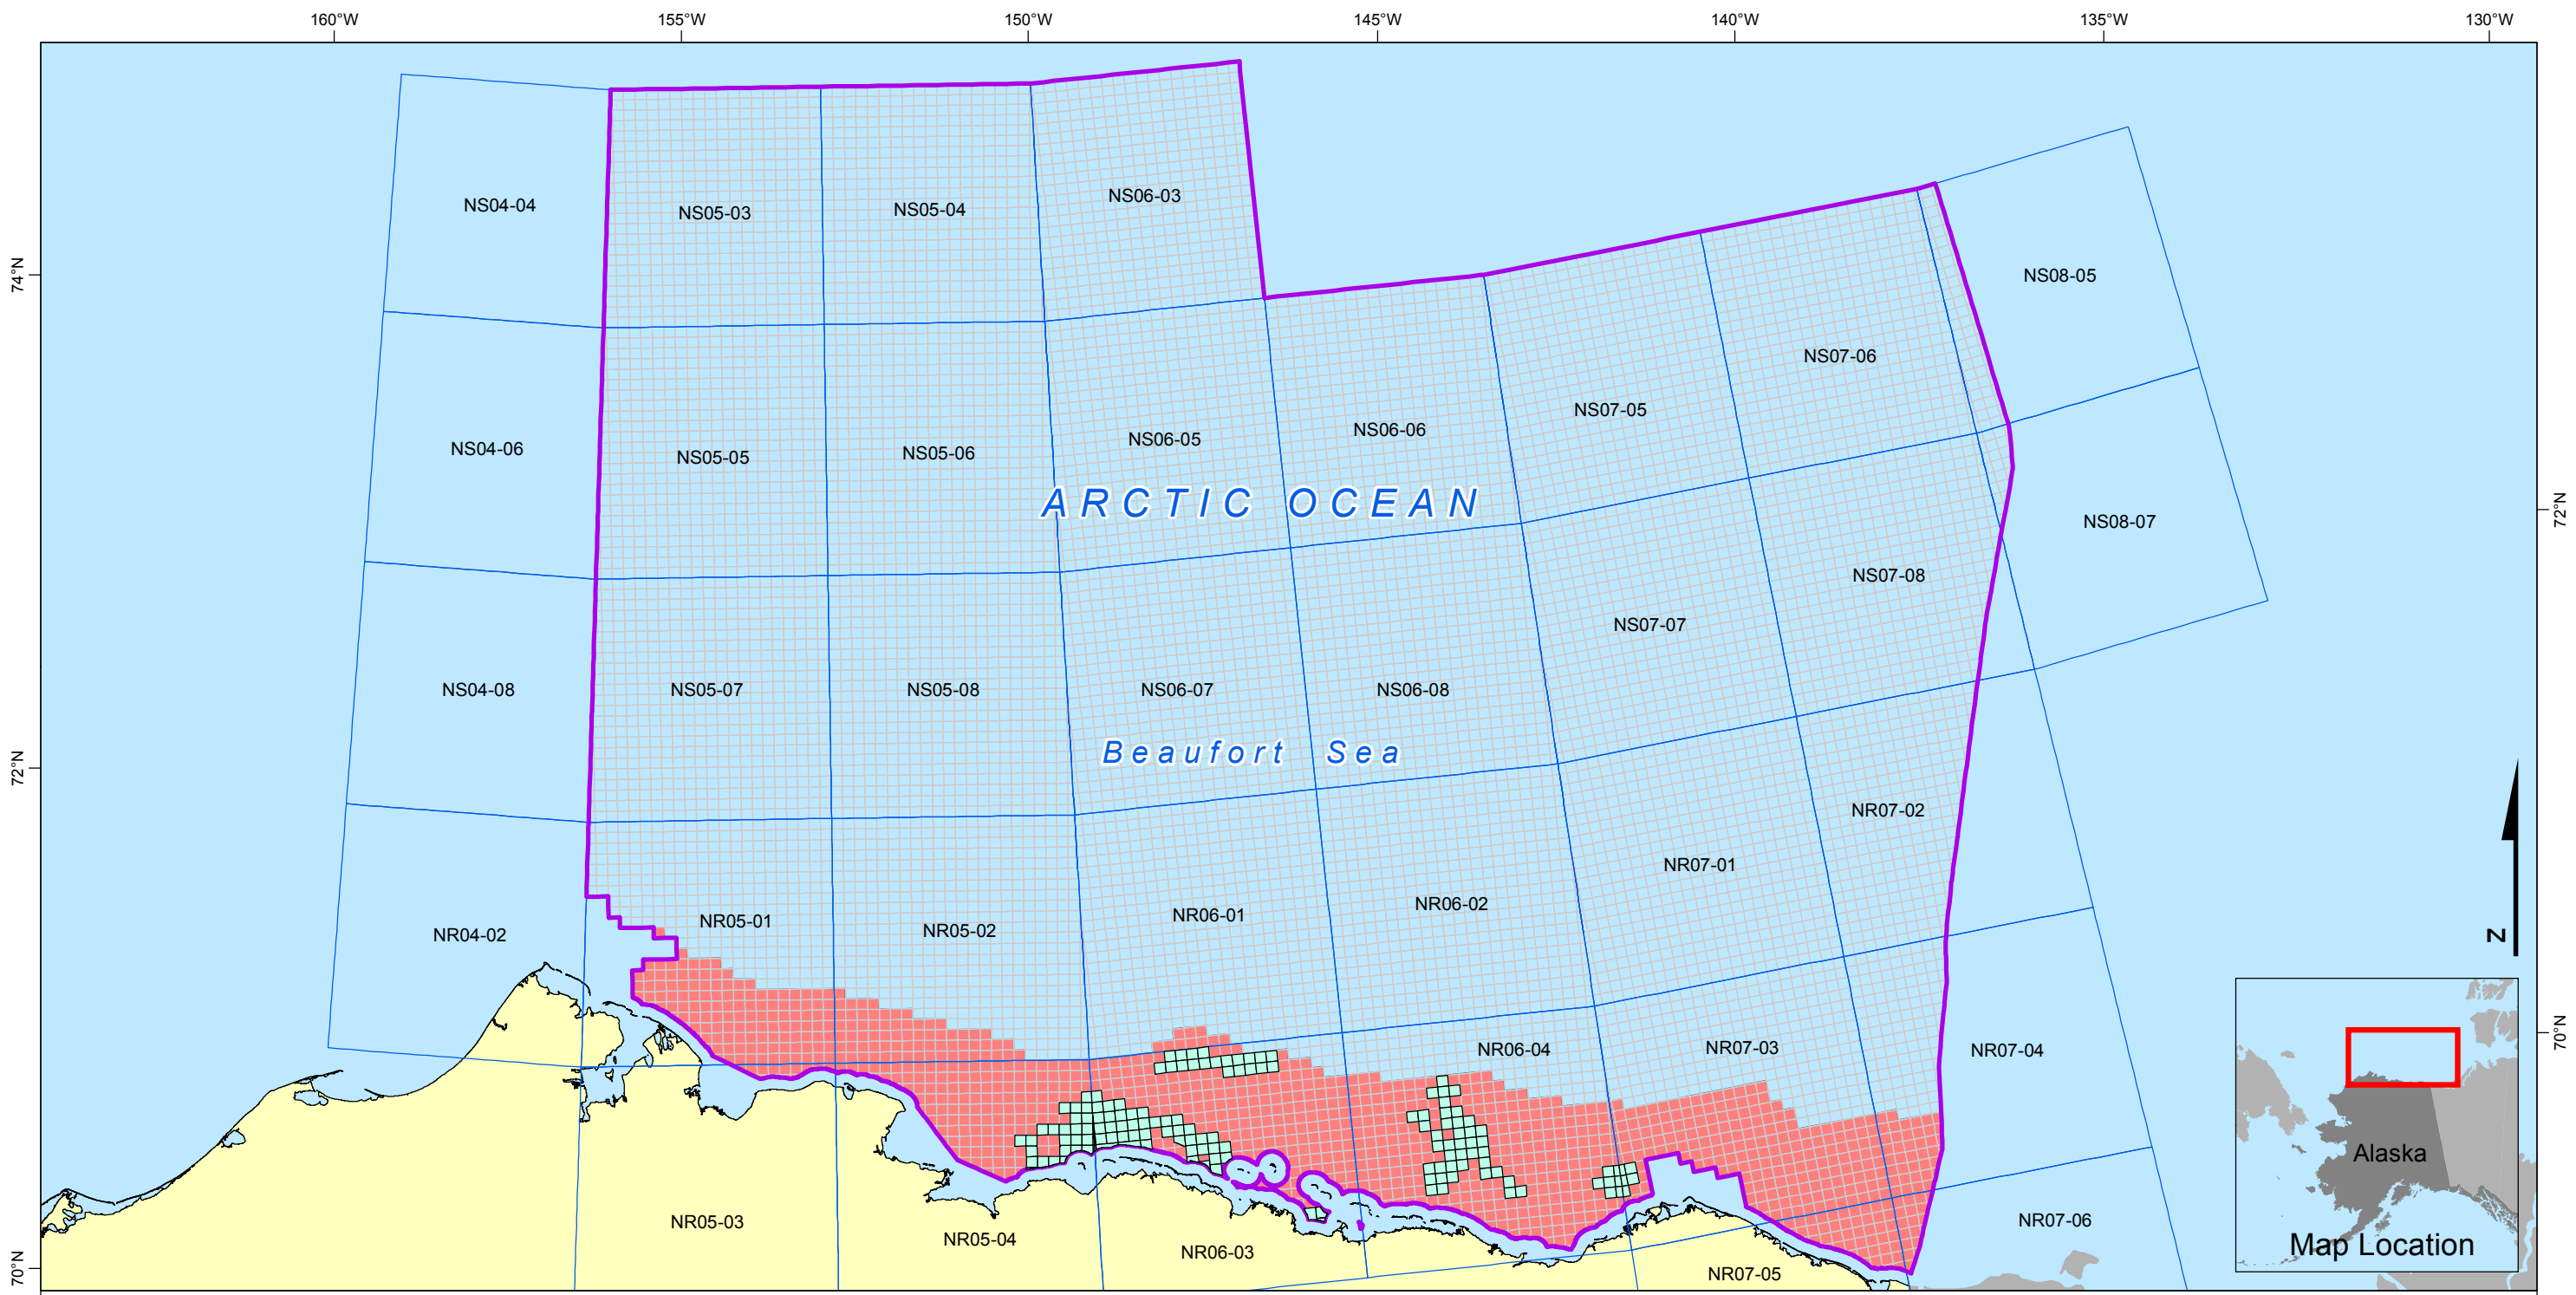 160°W 155°W 150°W 145°W 140°W 135°W 130°W
NS04-04 NS05-03 NS05-04 NS06-03
74°N
NS08-05
NS07-06
NS07-05
NS04-06 NS05-05 NS05-06 NS06-05 NS06-06
ARCTIC OCEAN
72°N
NS08-07
NS07-08
NS07-07
NS04-08 NS05-07 NS05-08 NS06-07 NS06-08
Beaufort Sea
72°N
NR07-02
NR07-01
NR04-02 NR05-01 NR05-02 NR06-01 NR06-02
N
70°N
NR06-04 NR07-03 NR07-04
Alaska
NR05-03 NR05-04 NR06-03 NR07-06
Map Location
70°N
NR07-05